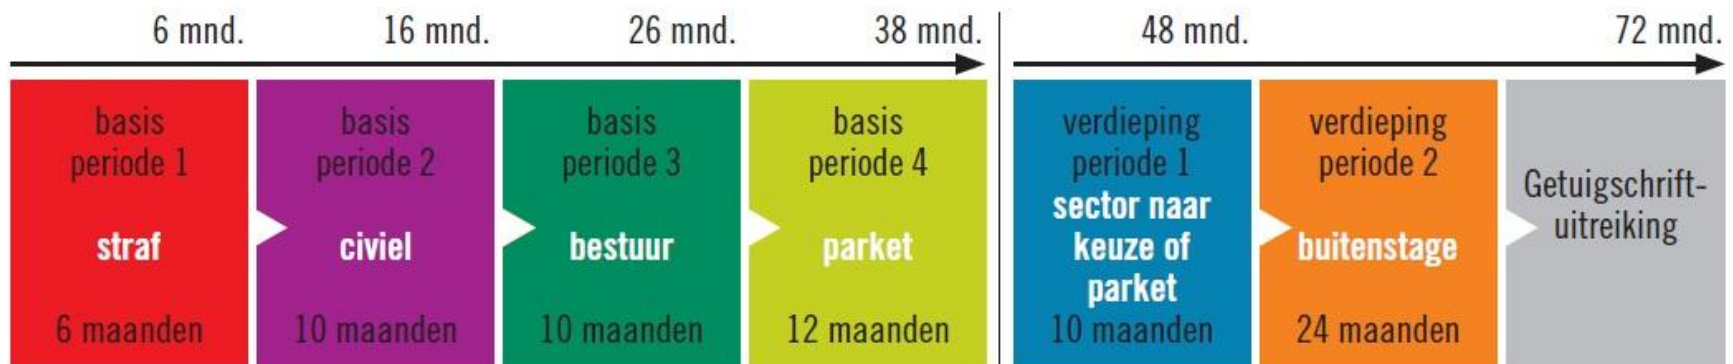 6 mnd.
16 mnd.
26 mnd.
38 mnd.
48 mnd.
72 mnd.
basis
periode 1
straf
6 maanden
basis
periode 2
civiel
10 maanden
basis
periode 3
bestuur
10 maanden
basis
periode 4
parket
12 maanden
verdieping
periode 1
sector naar
keuze of
parket
10 maanden
verdieping
periode 2
buitenstage
24 maanden
Getuigschrift-
uitreiking